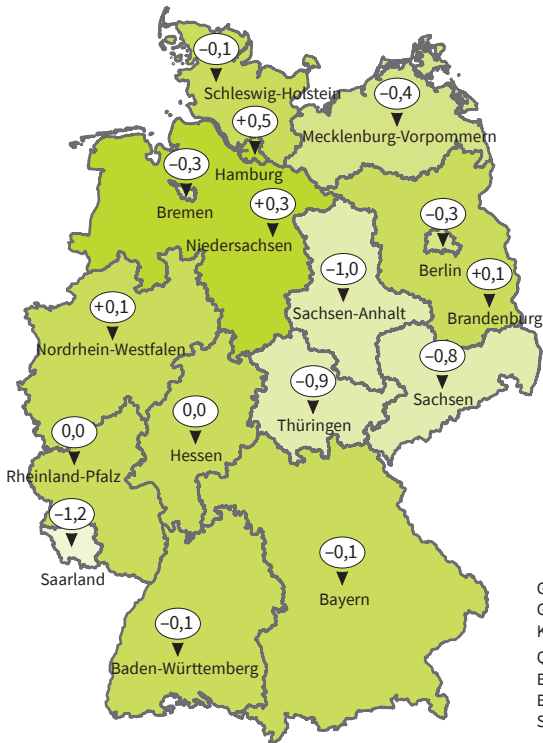 –0,1
Schleswig-Holstein
–0,4
Mecklenburg-Vorpommern
+0,5
Hamburg
–0,3
Bremen
+0,3
Niedersachsen
–0,3
Berlin
+0,1
Brandenburg
–1,0
Sachsen-Anhalt
+0,1
Nordrhein-Westfalen
–0,8
Sachsen
–0,9
Thüringen
0,0
Hessen
0,0
Rheinland-Pfalz
–1,2
Saarland
–0,1
Bayern
–0,1
Baden-Württemberg
G
G
K
Q
B
B
S